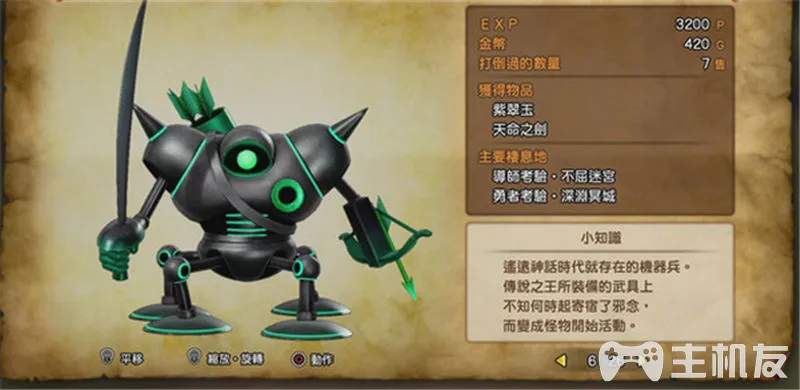 EXP 3200 P
金幣 420 G
打倒過的數量 7 隻
獲得物品
紫翠玉
天命之劍
主要棲息地
導師考驗・不屈迷宮
勇者考驗・深淵冥城
小知識
遙遠神話時代就存在的機器兵。
傳說之王所裝備的武具上
不知何時起寄宿了邪念，
而變成怪物開始活動。
平移 縮放・旋轉 動作
主机友